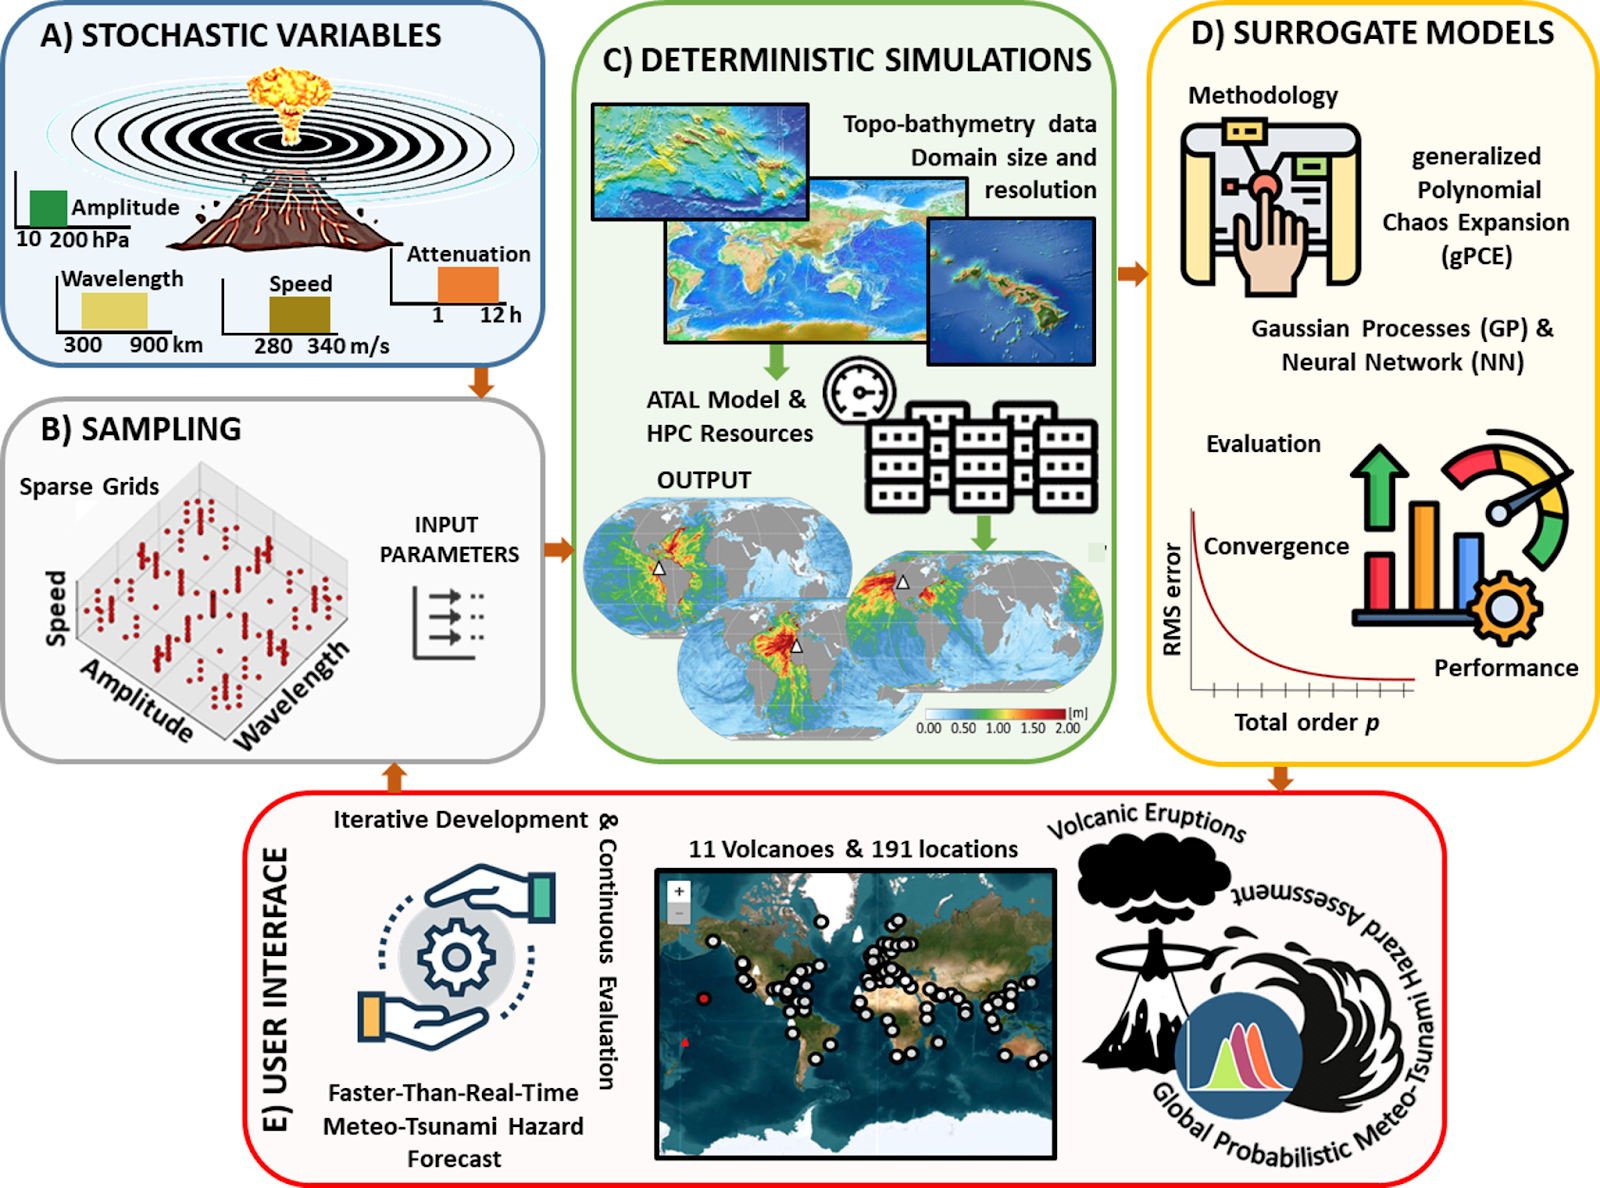 A) STOCHASTIC VARIABLES
Amplitude
10 200 hPa
Wavelength
300 900 km
Speed
280 340 m/s
Attenuation
1 12 h
B) SAMPLING
Sparse Grids
Speed
Amplitude
Wavelength
INPUT
PARAMETERS
C) DETERMINISTIC SIMULATIONS
Topo-bathymetry data
Domain size and
resolution
ATAL Model &
HPC Resources
OUTPUT
[m]
0.00 0.50 1.00 1.50 2.00
D) SURROGATE MODELS
Methodology
generalized
Polynomial
Chaos Expansion
(gPCE)
Gaussian Processes (GP) &
Neural Network (NN)
Evaluation
Convergence
RMS error
Total order p
Performance
E) USER INTERFACE
Iterative Development
& Continuous Evaluation
Faster-Than-Real-Time
Meteo-Tsunami Hazard
Forecast
11 Volcanoes & 191 locations
+
−
Volcanic Eruptions
Global Probabilistic Meteo-Tsunami Hazard Assessment